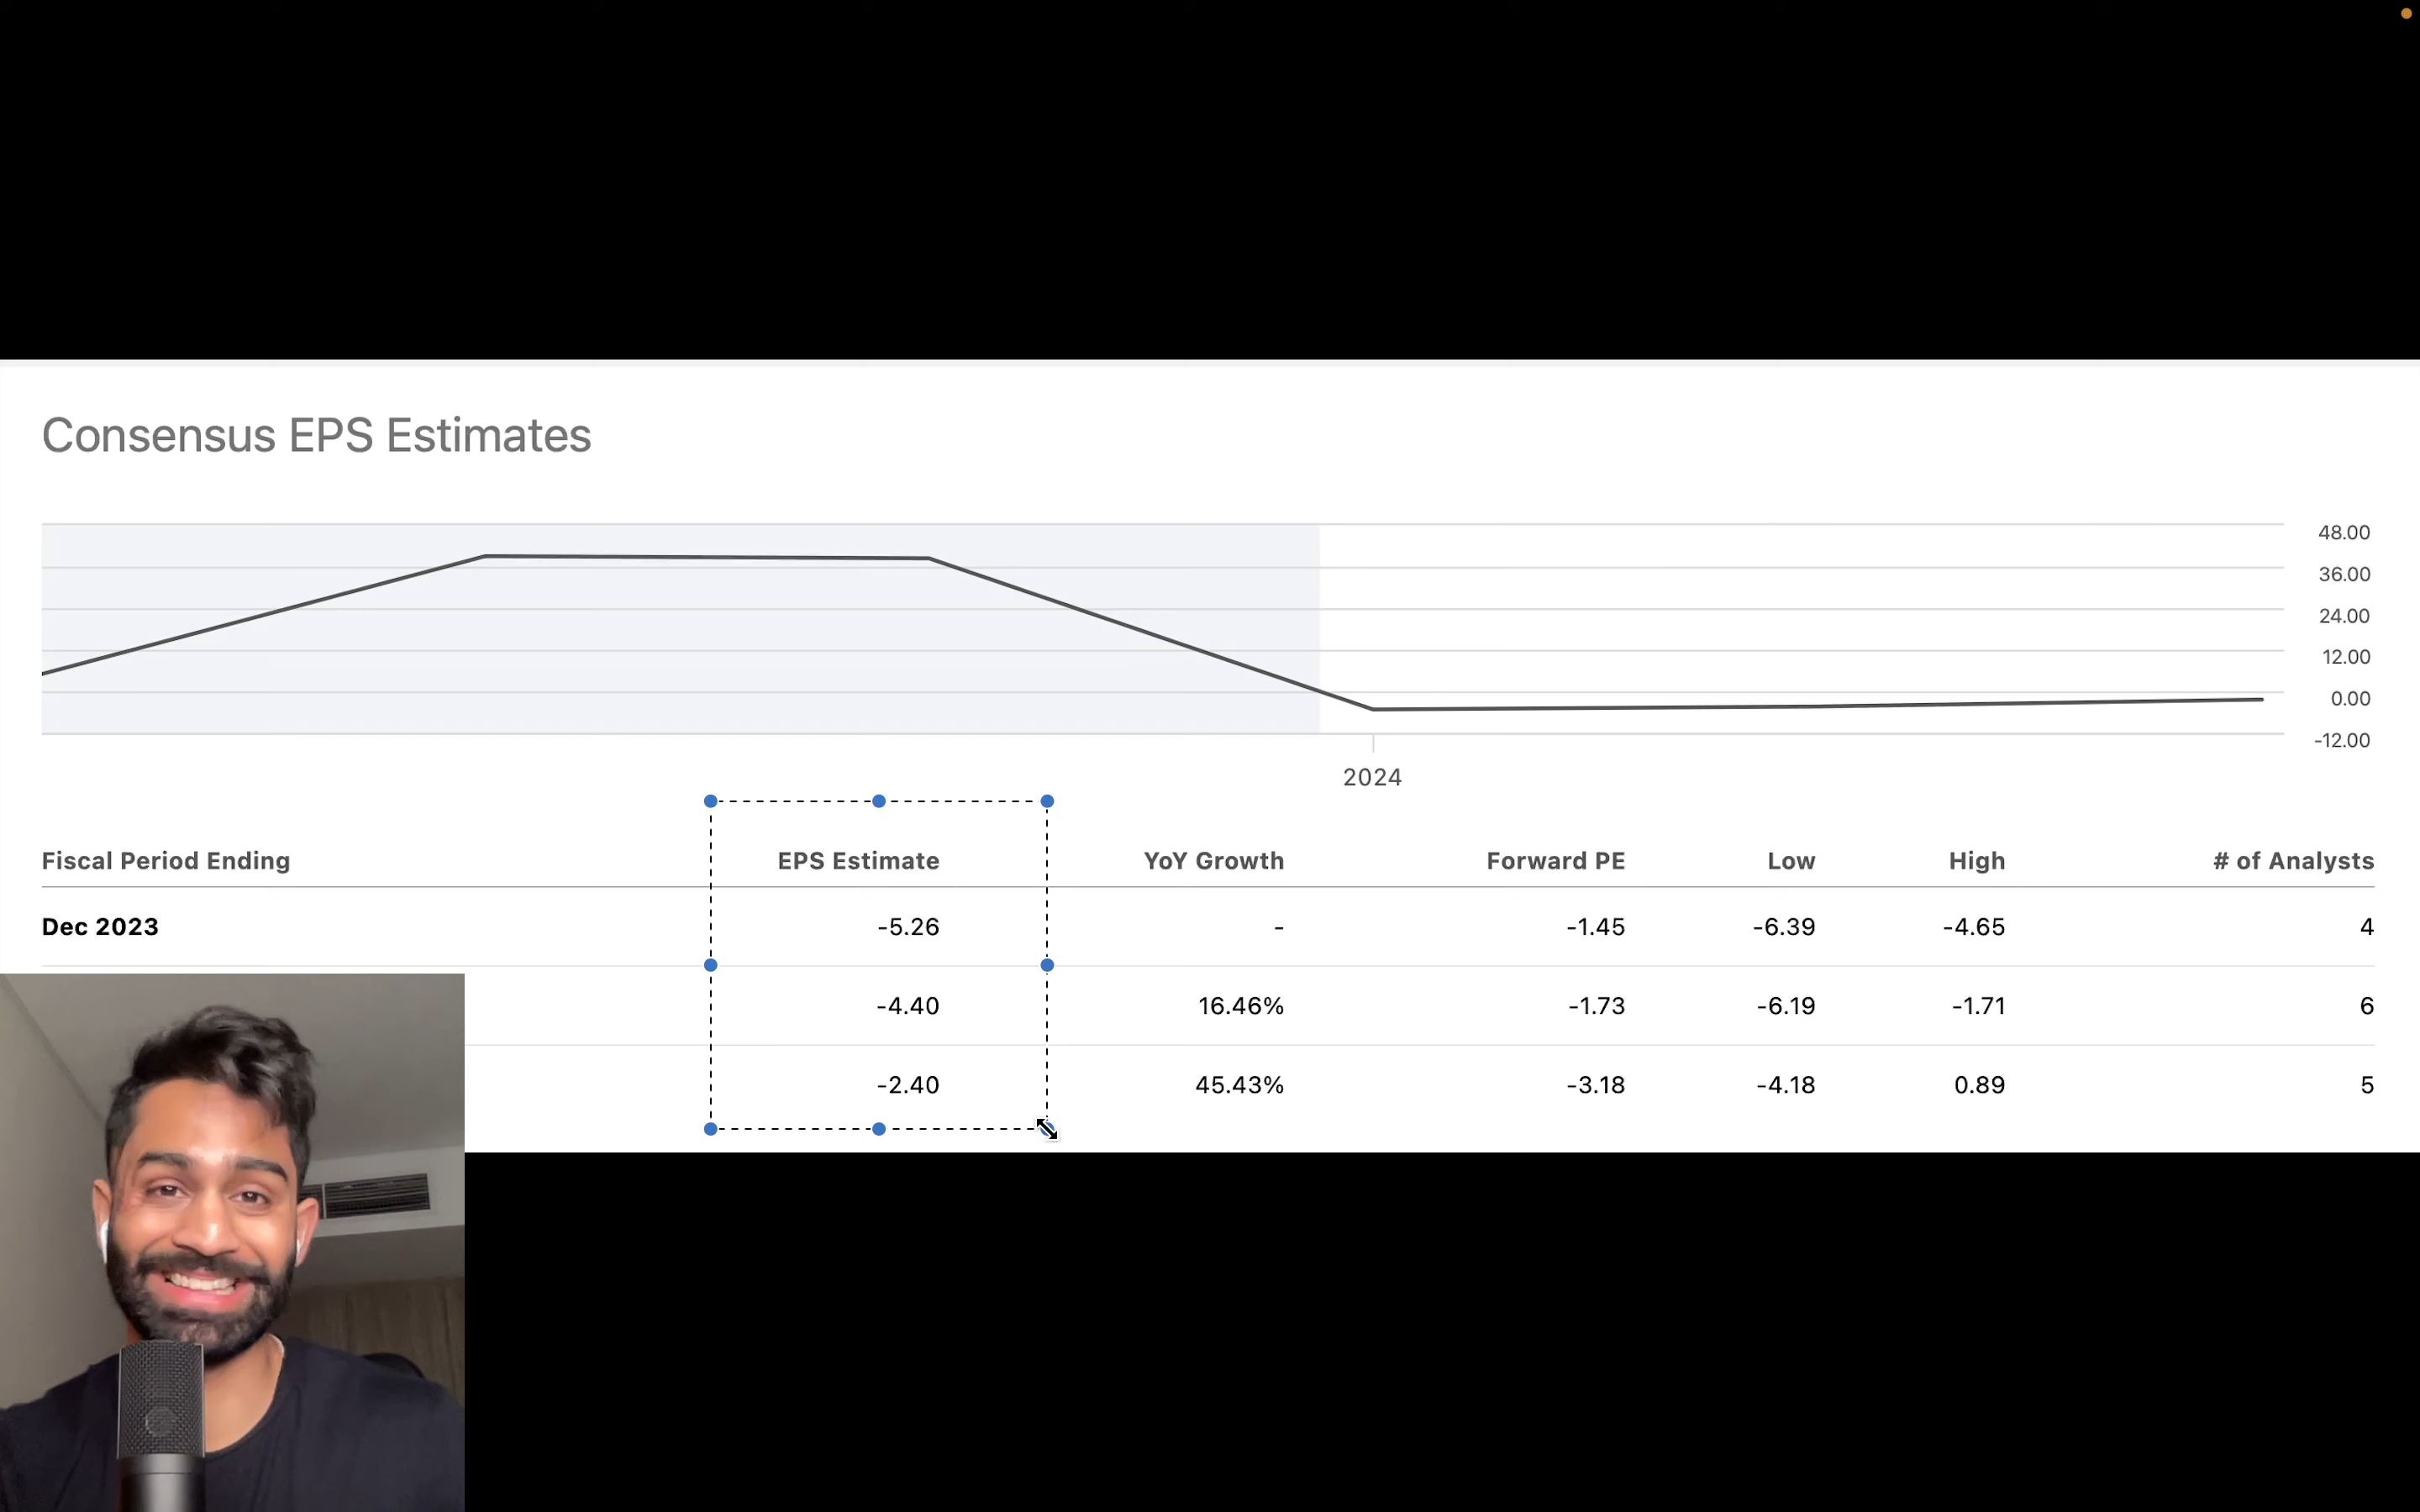 Consensus EPS Estimates
48.00
36.00
24.00
12.00
0.00
-12.00
2024
Fiscal Period Ending EPS Estimate YoY Growth Forward PE Low High # of Analysts
Dec 2023 -5.26 - -1.45 -6.39 -4.65 4
-4.40 16.46% -1.73 -6.19 -1.71 6
-2.40 45.43% -3.18 -4.18 0.89 5